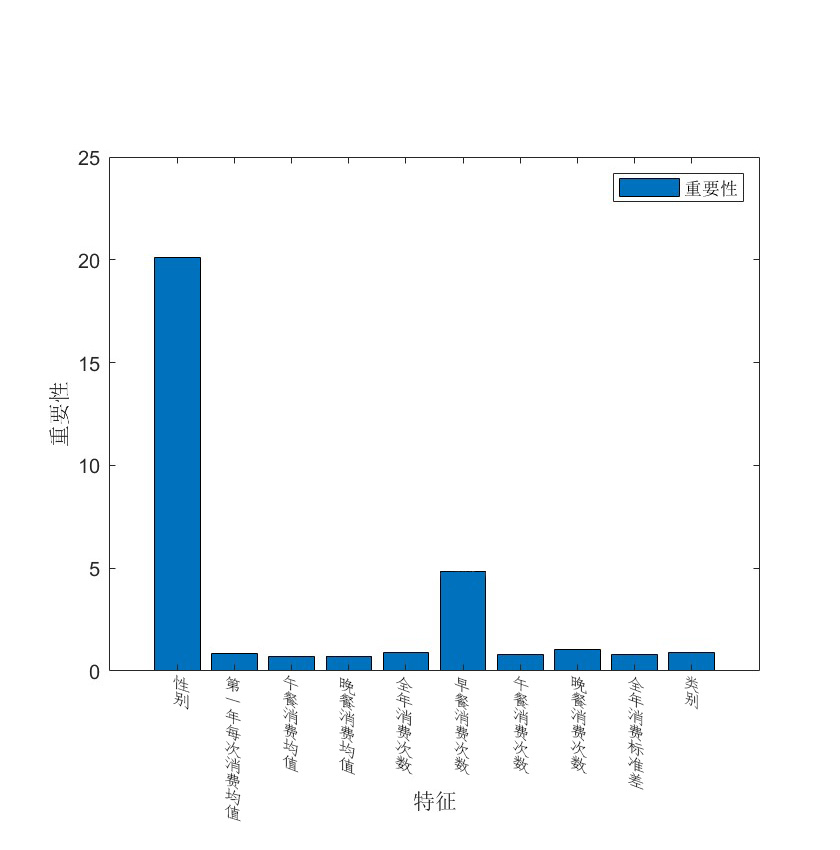 25
重要性
20
15
重要性
10
5
0
性别
第一年每次消费均值
午餐消费均值
晚餐消费均值
全年消费次数
早餐消费次数
午餐消费次数
晚餐消费次数
全年消费标准差
类别
特征